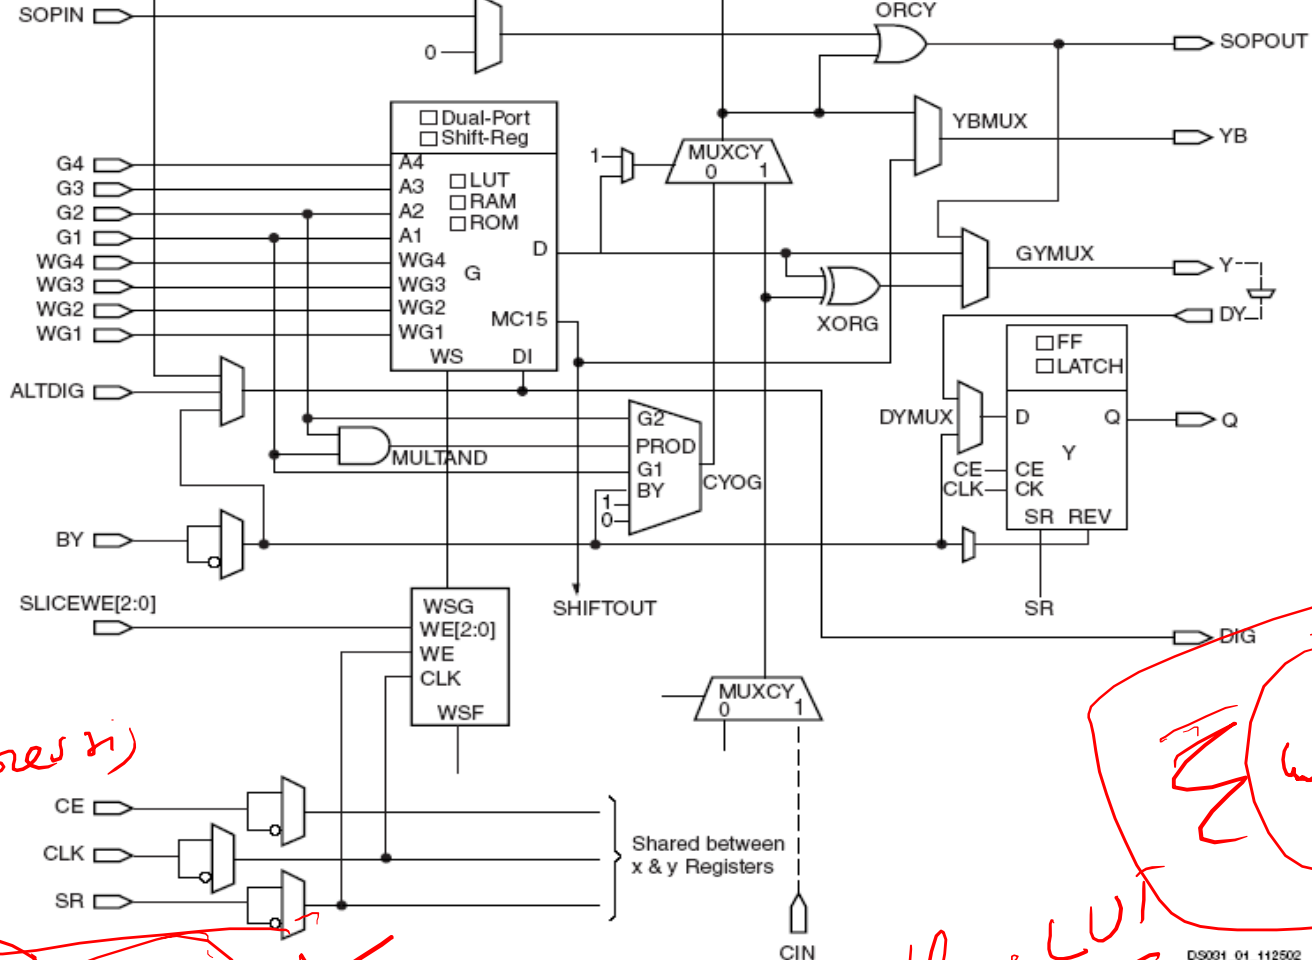 ORCY
SOPIN
0
SOPOUT
Dual-Port
Shift-Reg
YBMUX
YB
1
MUXCY
0 1
G4
A4
G3
A3
LUT
G2
A2
RAM
G1
A1
ROM
D
WG4
WG4
G
GYMUX
Y
WG3
WG3
WG2
WG2
MC15
WG1
WG1
XORG
DY
WS
DI
FF
LATCH
ALTDIG
G2
DYMUX
D
Q
Q
PROD
MULTAND
Y
G1
CYOG
CE
CE
BY
CLK
CK
1
0
SR REV
BY
SLICEWE[2:0]
WSG
SHIFTOUT
SR
WE[2:0]
DIG
WE
CLK
MUXCY
0 1
WSF
CE
Shared between
x & y Registers
CLK
SR
LUT
CIN
DS031_01_112502